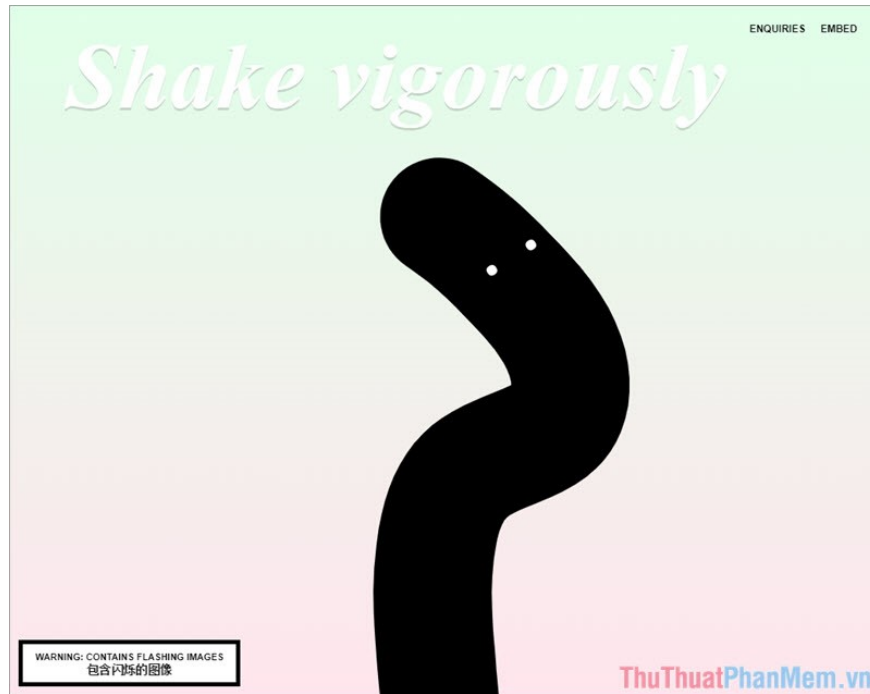 ENQUIRIES EMBED
Shake vigorously
WARNING: CONTAINS FLASHING IMAGES
包含闪烁的图像
ThuThuatPhanMem.vn